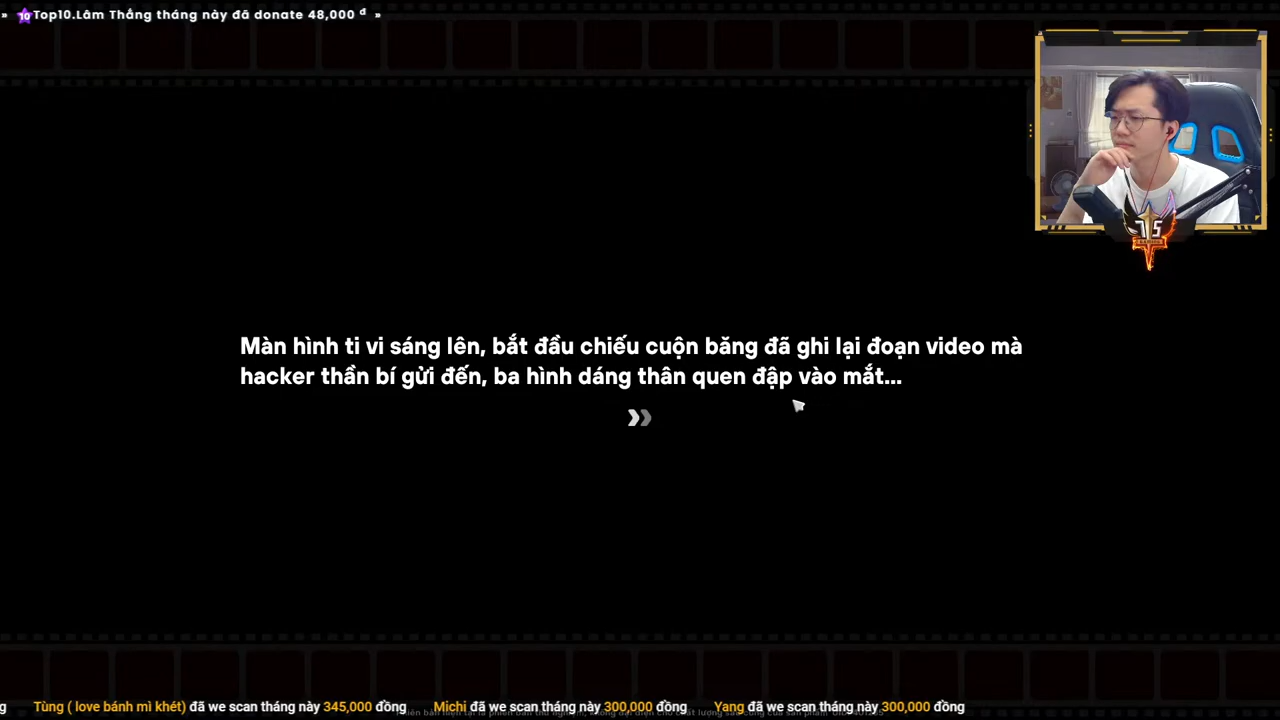 » 10 Top10.Lâm Thắng tháng này đã donate 48,000 đ »
TS
GAMING
Màn hình ti vi sáng lên, bắt đầu chiếu cuộn băng đã ghi lại đoạn video mà
hacker thần bí gửi đến, ba hình dáng thân quen đập vào mắt...
g Tùng ( love bánh mì khét) đã we scan tháng này 345,000 đồng Michi đã we scan tháng này 300,000 đồng Yang đã we scan tháng này 300,000 đồng